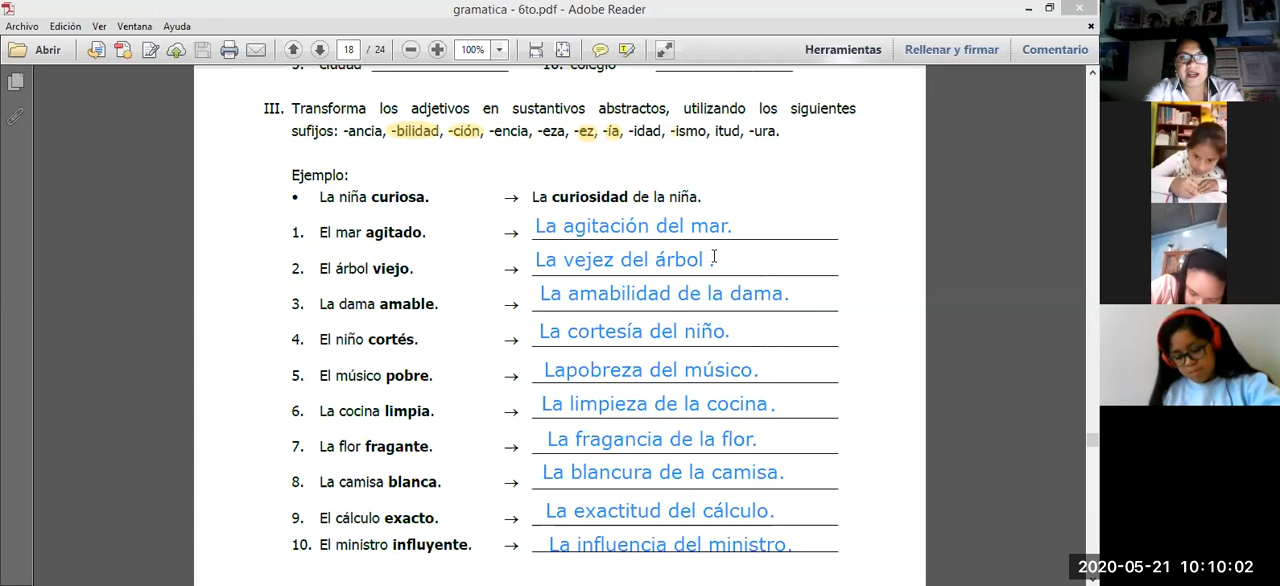 gramatica - 6to.pdf - Adobe Reader
Archivo Edición Ver Ventana Ayuda
Abrir 18 / 24 100% Herramientas Rellenar y firmar Comentario
ciudad 10. colegio
III. Transforma los adjetivos en sustantivos abstractos, utilizando los siguientes
sufijos: -ancia, -bilidad, -ción, -encia, -eza, -ez, -ía, -idad, -ismo, itud, -ura.
Ejemplo:
• La niña curiosa. → La curiosidad de la niña.
1. El mar agitado. → La agitación del mar.
2. El árbol viejo. → La vejez del árbol .
3. La dama amable. → La amabilidad de la dama.
4. El niño cortés. → La cortesía del niño.
5. El músico pobre. → Lapobreza del músico.
6. La cocina limpia. → La limpieza de la cocina.
7. La flor fragante. → La fragancia de la flor.
8. La camisa blanca. → La blancura de la camisa.
9. El cálculo exacto. → La exactitud del cálculo.
10. El ministro influyente. → La influencia del ministro.
2020-05-21 10:10:02